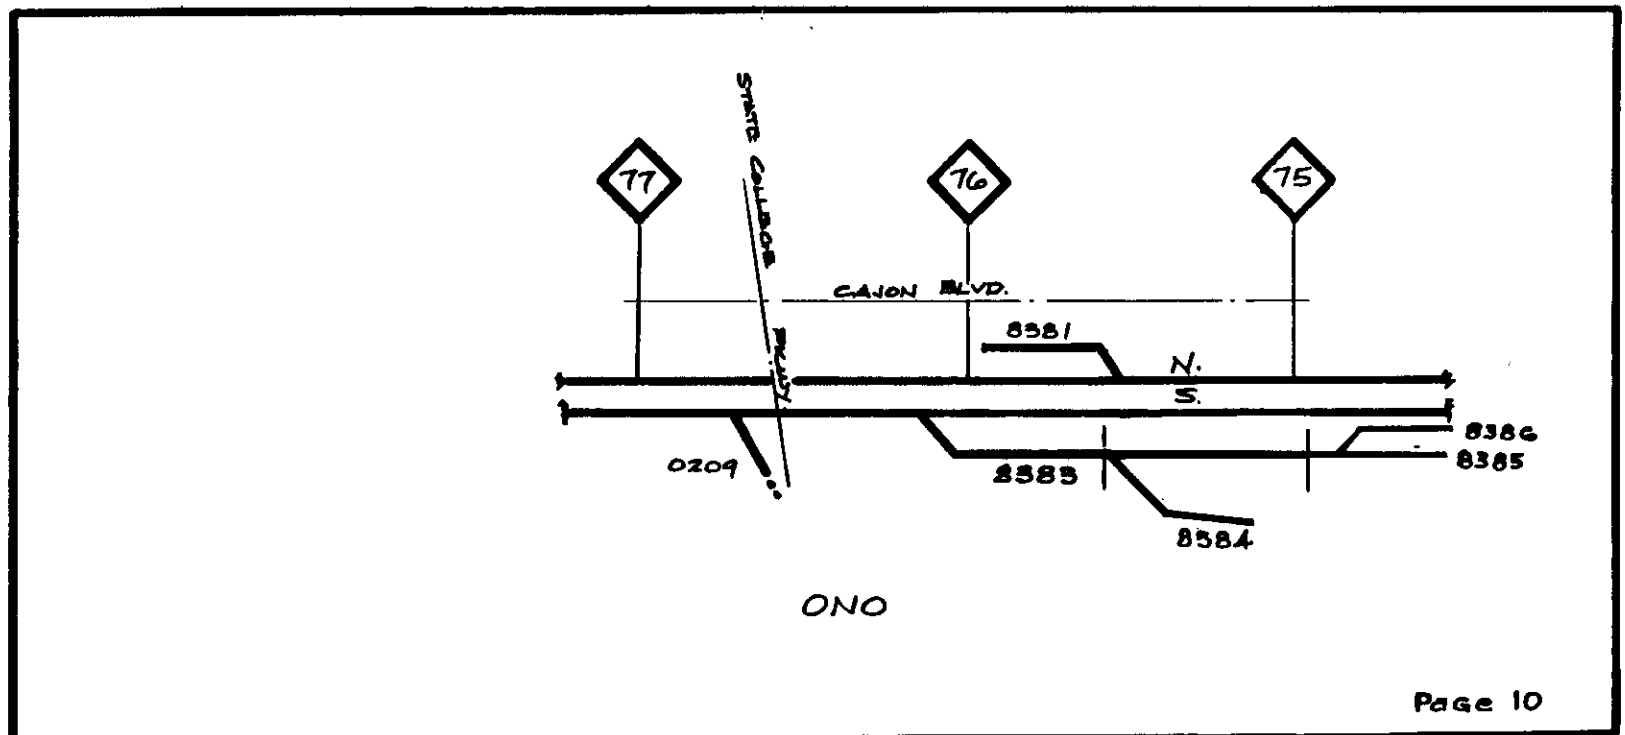 STATE COLLEGE PKWY
77
76
75
CAJON BLVD.
8381
N.
S.
0209
8383
8386
8385
8384
ONO
Page 10